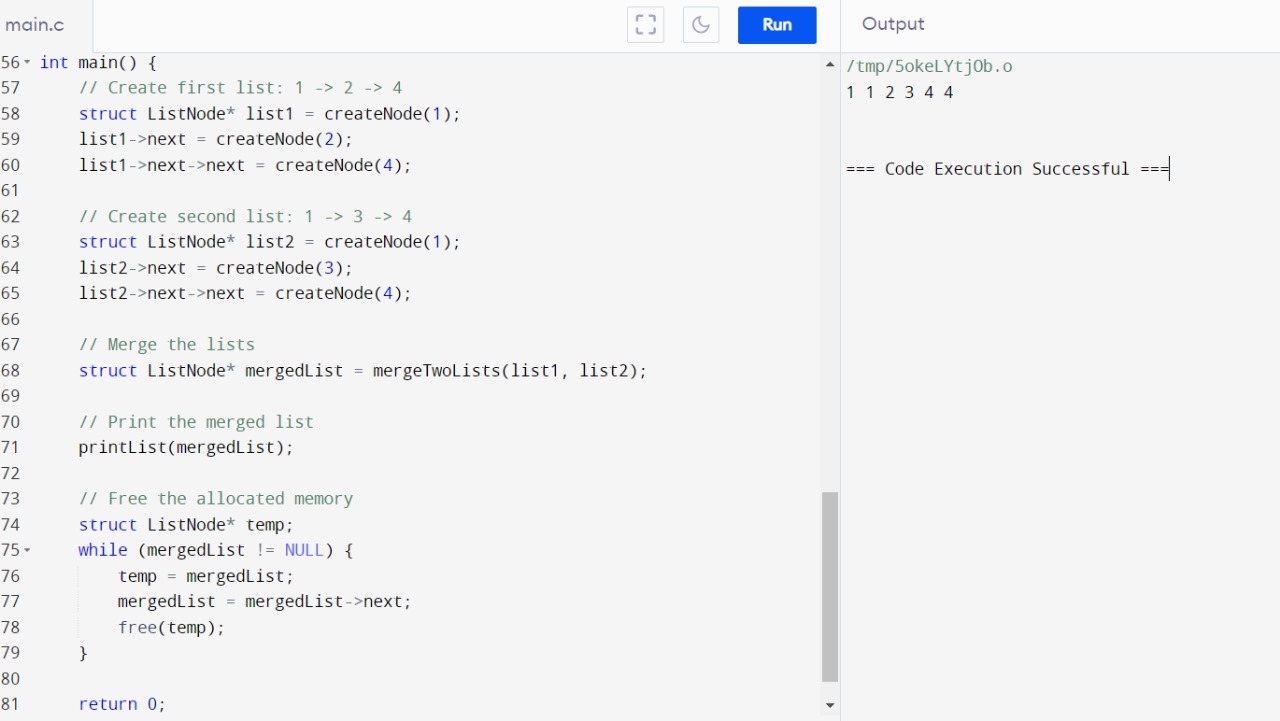 main.c
Run
Output
56 int main() {
57     // Create first list: 1 -> 2 -> 4
58     struct ListNode* list1 = createNode(1);
59     list1->next = createNode(2);
60     list1->next->next = createNode(4);
61
62     // Create second list: 1 -> 3 -> 4
63     struct ListNode* list2 = createNode(1);
64     list2->next = createNode(3);
65     list2->next->next = createNode(4);
66
67     // Merge the lists
68     struct ListNode* mergedList = mergeTwoLists(list1, list2);
69
70     // Print the merged list
71     printList(mergedList);
72
73     // Free the allocated memory
74     struct ListNode* temp;
75     while (mergedList != NULL) {
76         temp = mergedList;
77         mergedList = mergedList->next;
78         free(temp);
79     }
80
81     return 0;
/tmp/5okeLYtjOb.o
1 1 2 3 4 4
=== Code Execution Successful ===